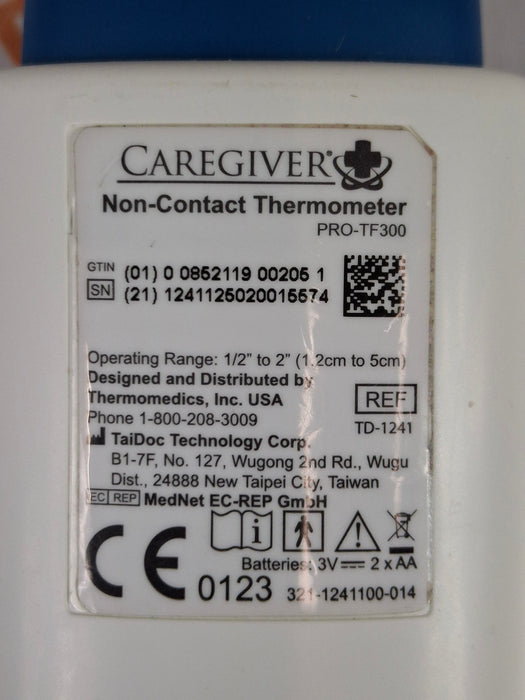 CAREGIVER®
Non-Contact Thermometer
PRO-TF300
GTIN (01) 0 0852119 00205 1
SN (21) 1241125020015574
Operating Range: 1/2" to 2" (1.2cm to 5cm)
Designed and Distributed by
Thermomedics, Inc. USA
REF
Phone 1-800-208-3009
TD-1241
TaiDoc Technology Corp.
B1-7F, No. 127, Wugong 2nd Rd., Wugu
Dist., 24888 New Taipei City, Taiwan
EC REP MedNet EC-REP GmbH
Batteries: 3V 2 x AA
CE 0123 321-1241100-014